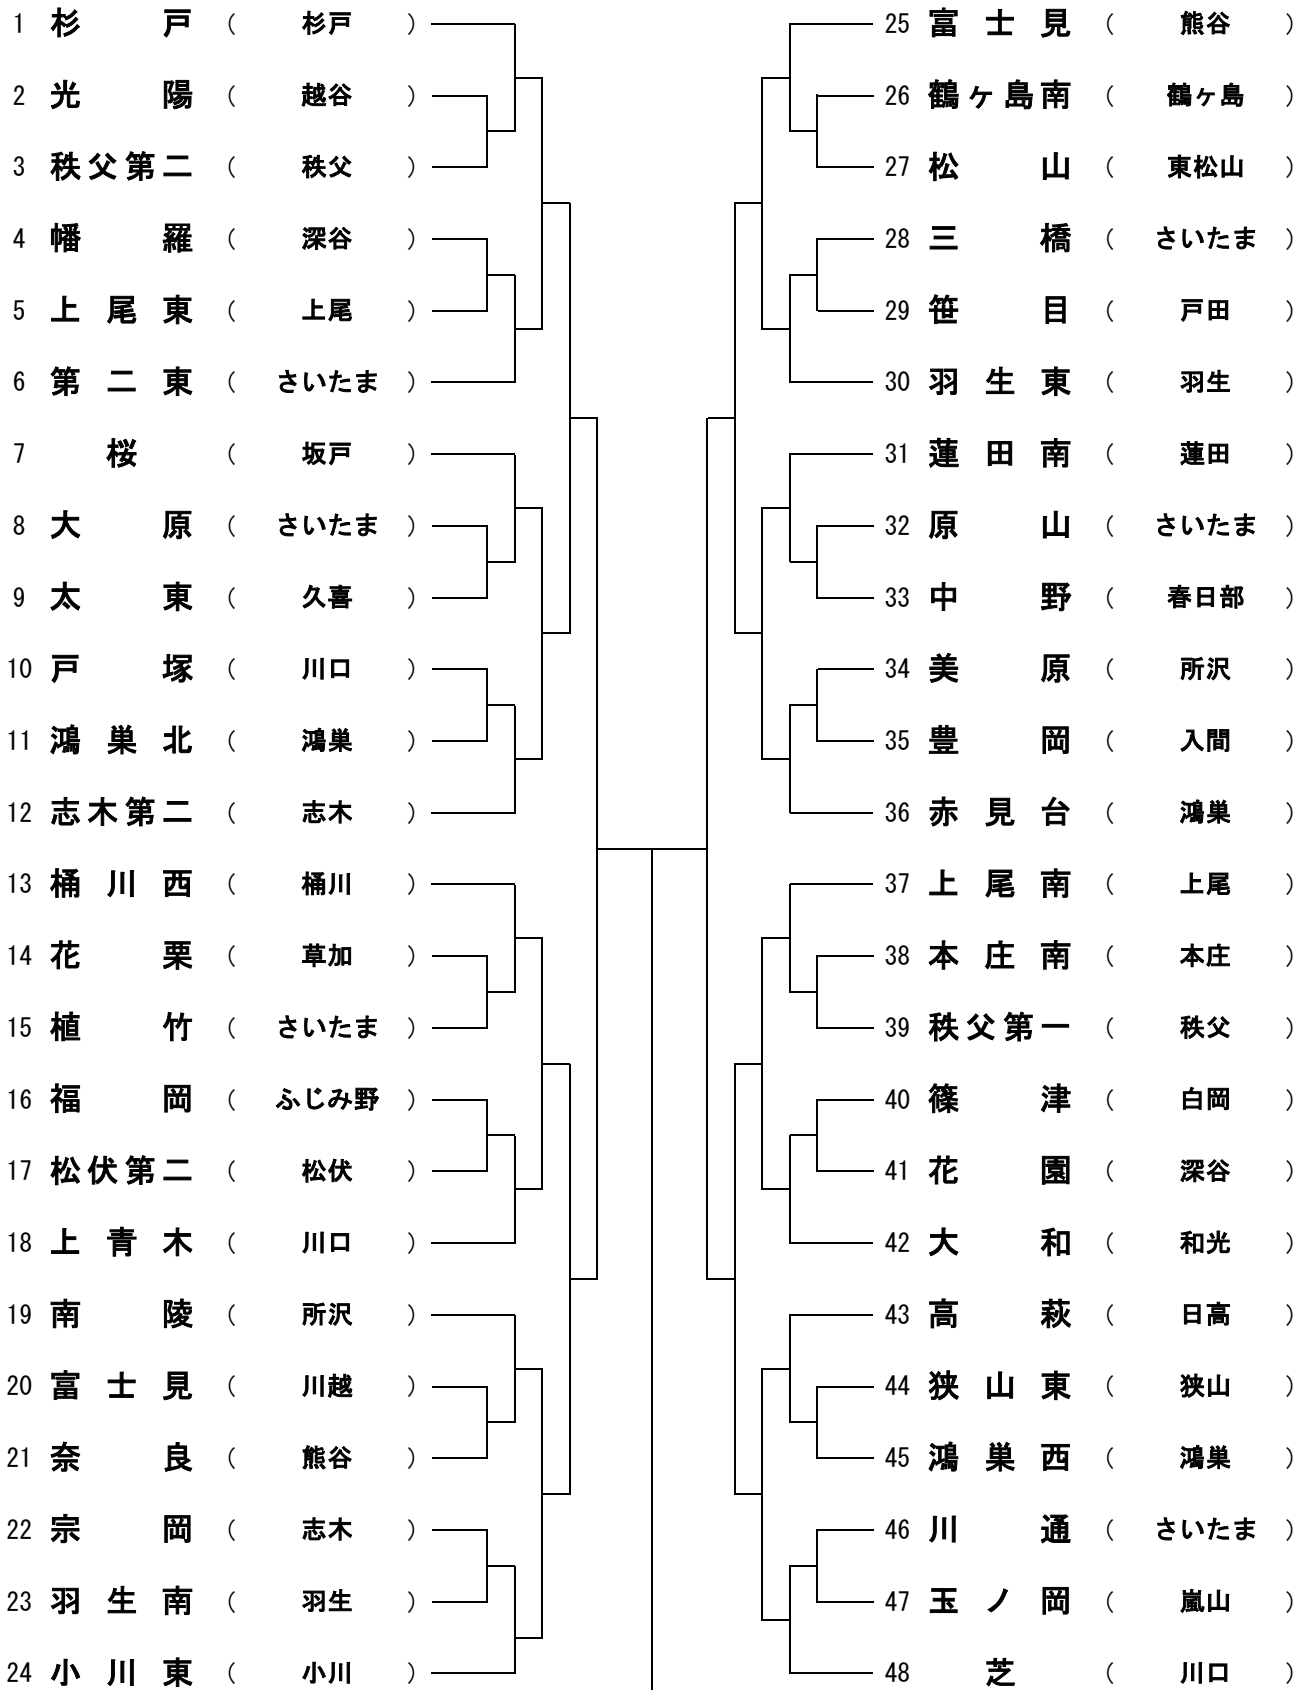 1 杉戸 ( 杉戸 )
2 光陽 ( 越谷 )
3 秩父第二 ( 秩父 )
4 幡羅 ( 深谷 )
5 上尾東 ( 上尾 )
6 第二東 ( さいたま )
7 桜 ( 坂戸 )
8 大原 ( さいたま )
9 太東 ( 久喜 )
10 戸塚 ( 川口 )
11 鴻巣北 ( 鴻巣 )
12 志木第二 ( 志木 )
13 桶川西 ( 桶川 )
14 花栗 ( 草加 )
15 植竹 ( さいたま )
16 福岡 ( ふじみ野 )
17 松伏第二 ( 松伏 )
18 上青木 ( 川口 )
19 南陵 ( 所沢 )
20 富士見 ( 川越 )
21 奈良 ( 熊谷 )
22 宗岡 ( 志木 )
23 羽生南 ( 羽生 )
24 小川東 ( 小川 )
25 富士見 ( 熊谷 )
26 鶴ヶ島南 ( 鶴ヶ島 )
27 松山 ( 東松山 )
28 三橋 ( さいたま )
29 笹目 ( 戸田 )
30 羽生東 ( 羽生 )
31 蓮田南 ( 蓮田 )
32 原山 ( さいたま )
33 中野 ( 春日部 )
34 美原 ( 所沢 )
35 豊岡 ( 入間 )
36 赤見台 ( 鴻巣 )
37 上尾南 ( 上尾 )
38 本庄南 ( 本庄 )
39 秩父第一 ( 秩父 )
40 篠津 ( 白岡 )
41 花園 ( 深谷 )
42 大和 ( 和光 )
43 高萩 ( 日高 )
44 狭山東 ( 狭山 )
45 鴻巣西 ( 鴻巣 )
46 川通 ( さいたま )
47 玉ノ岡 ( 嵐山 )
48 芝 ( 川口 )